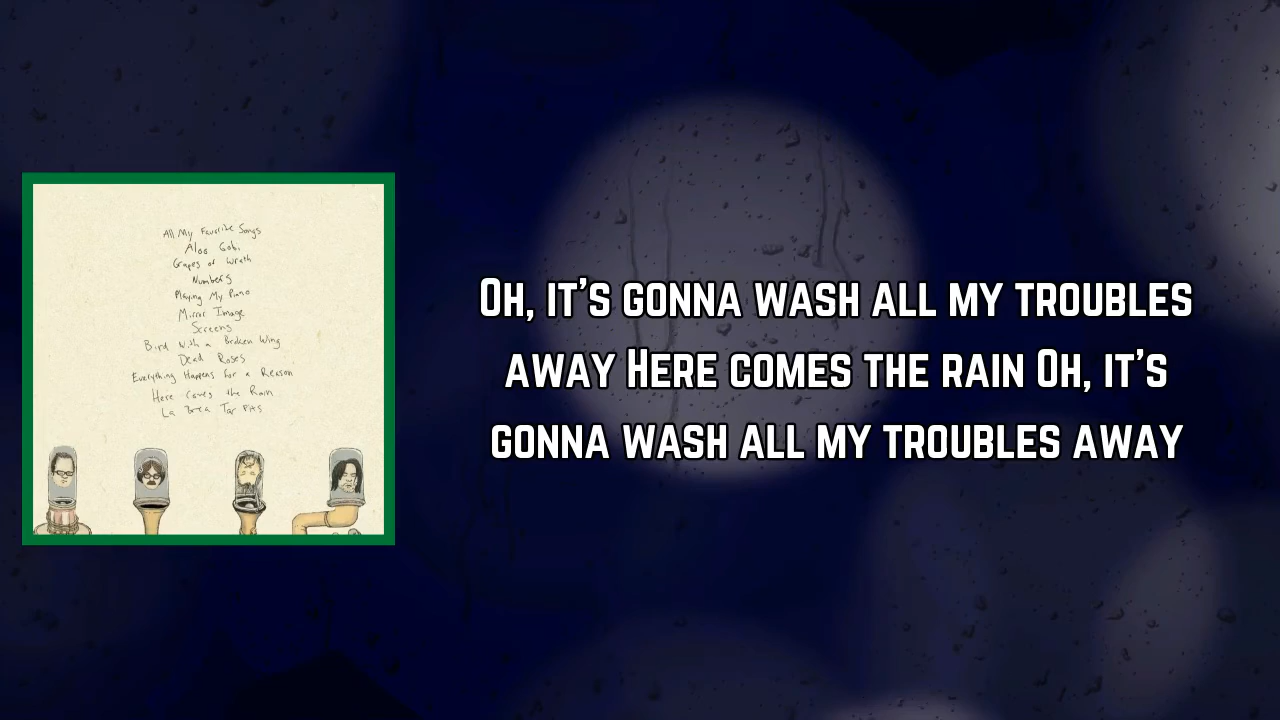 All My Favorite Songs
Aloo Gobi
Grapes of Wrath
Numbers
Playing My Piano
Mirror Image
Screens
Bird With a Broken Wing
Dead Roses
Everything Happens for a Reason
Here Comes the Rain
La Brea Tar Pits
Oh, it's gonna wash all my troubles
away Here comes the rain Oh, it's
gonna wash all my troubles away